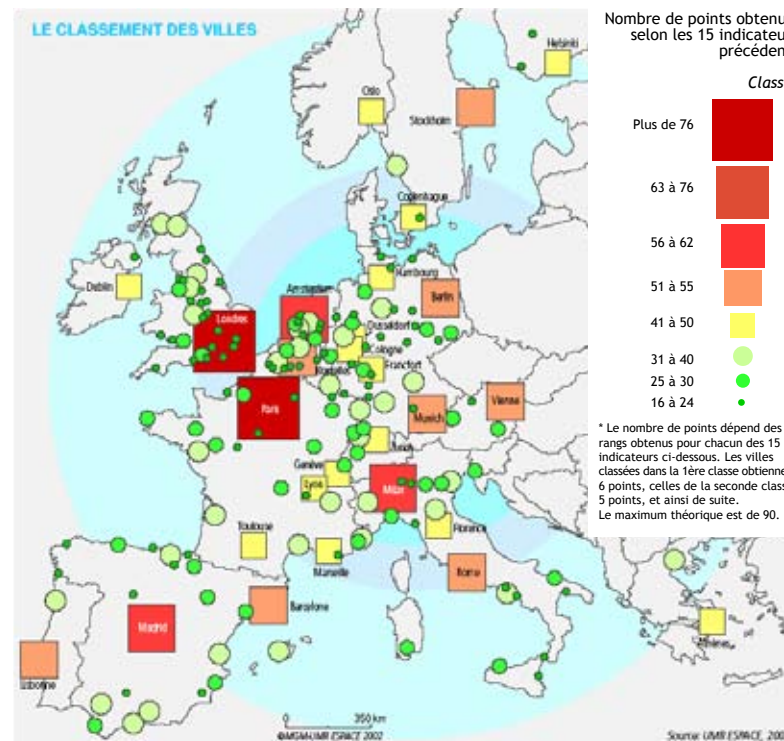 LE CLASSEMENT DES VILLES
Helsinki
Oslo
Stockholm
Copenhague
Dublin
Hambourg
Amsterdam
Berlin
Londres
Dusseldorf
Cologne
Bruxelles
Francfort
Paris
Munich
Vienne
Zurich
Genève
Lyon
Milan
Toulouse
Florence
Marseille
Rome
Barcelone
Madrid
Lisbonne
Athènes
0 350 km
©MGM-UMR ESPACE 2002
Source: UMR ESPACE, 200
Nombre de points obtenu
selon les 15 indicateu
précéden
Class
Plus de 76
63 à 76
56 à 62
51 à 55
41 à 50
31 à 40
25 à 30
16 à 24
* Le nombre de points dépend des
rangs obtenus pour chacun des 15
indicateurs ci-dessous. Les villes
classées dans la 1ère classe obtienne
6 points, celles de la seconde class
5 points, et ainsi de suite.
Le maximum théorique est de 90.